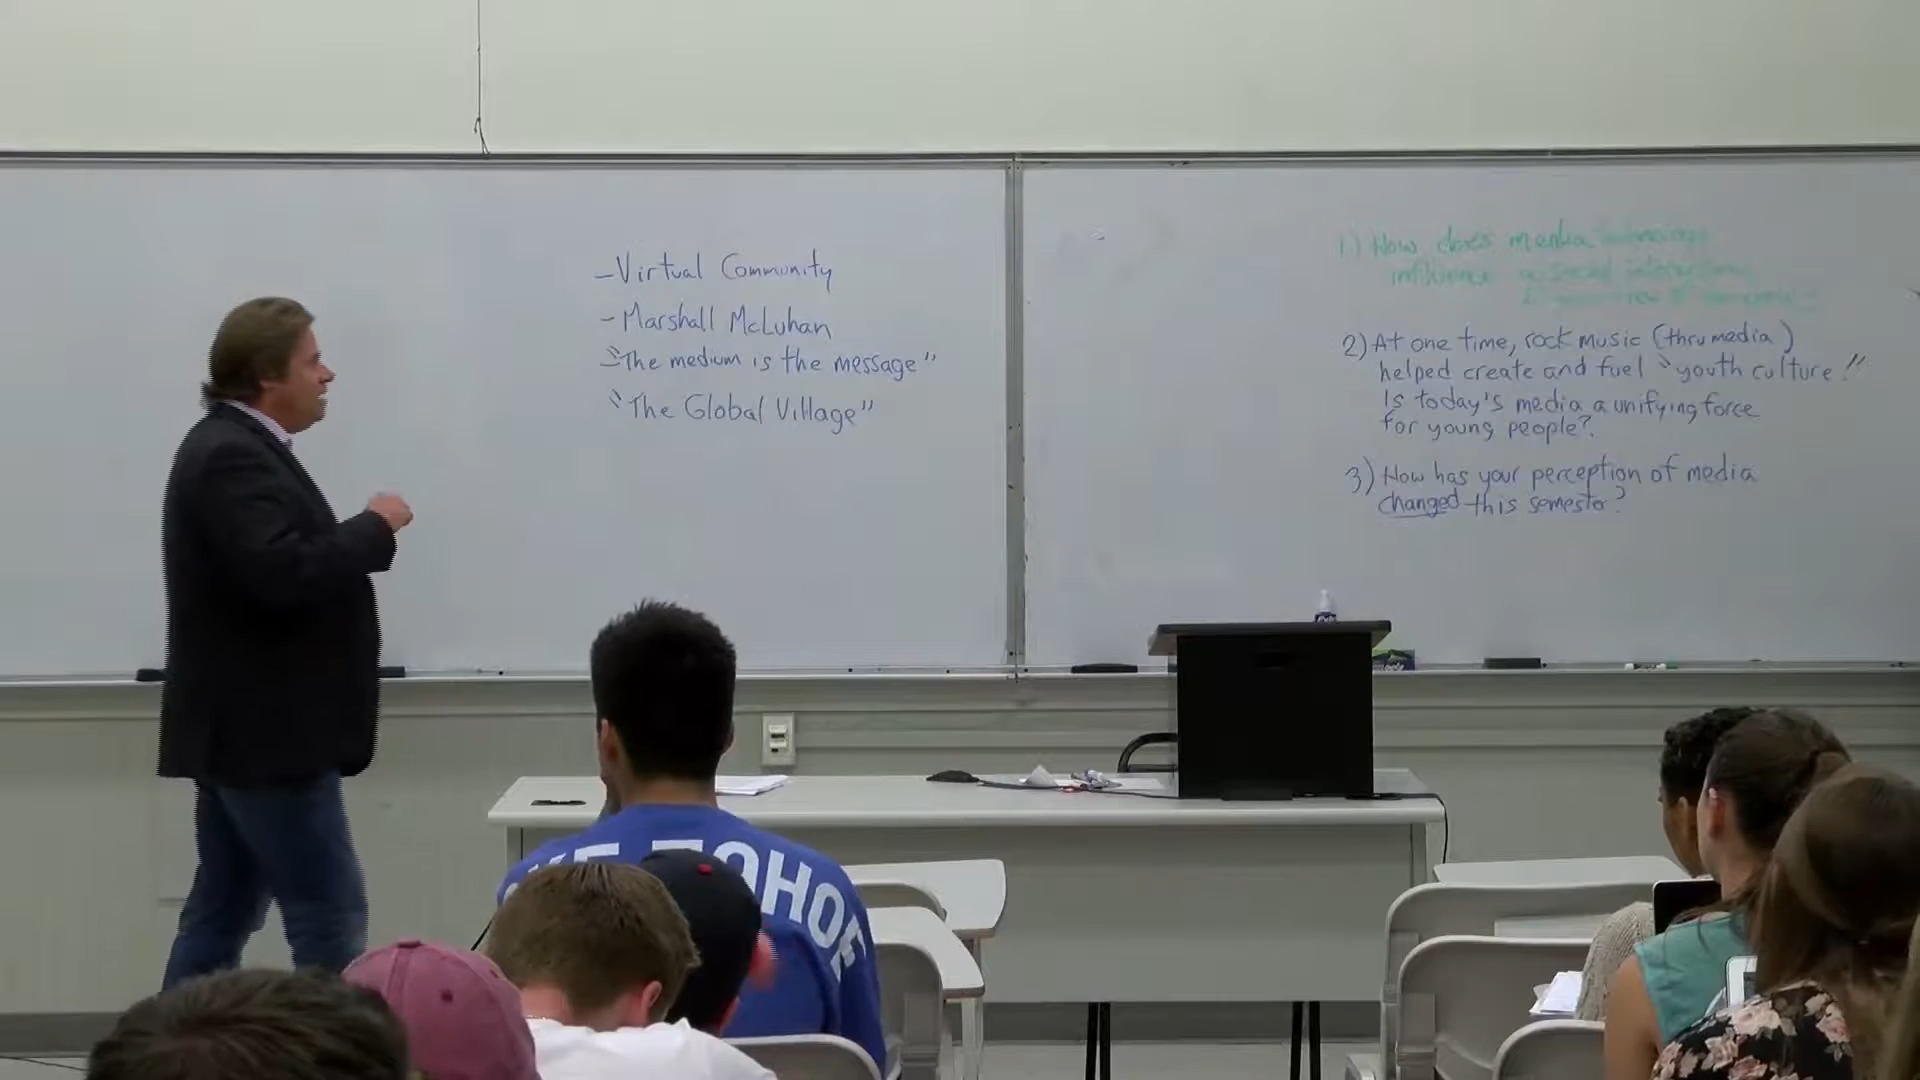 - Virtual Community
- Marshall McLuhan
- "The medium is the message"
"The Global Village"
1) How does media
influence social
2) At one time, rock music (thru media)
helped create and fuel "youth culture!"
Is today's media a unifying force
for young people?
3) How has your perception of media
changed this semester?
TAHOE